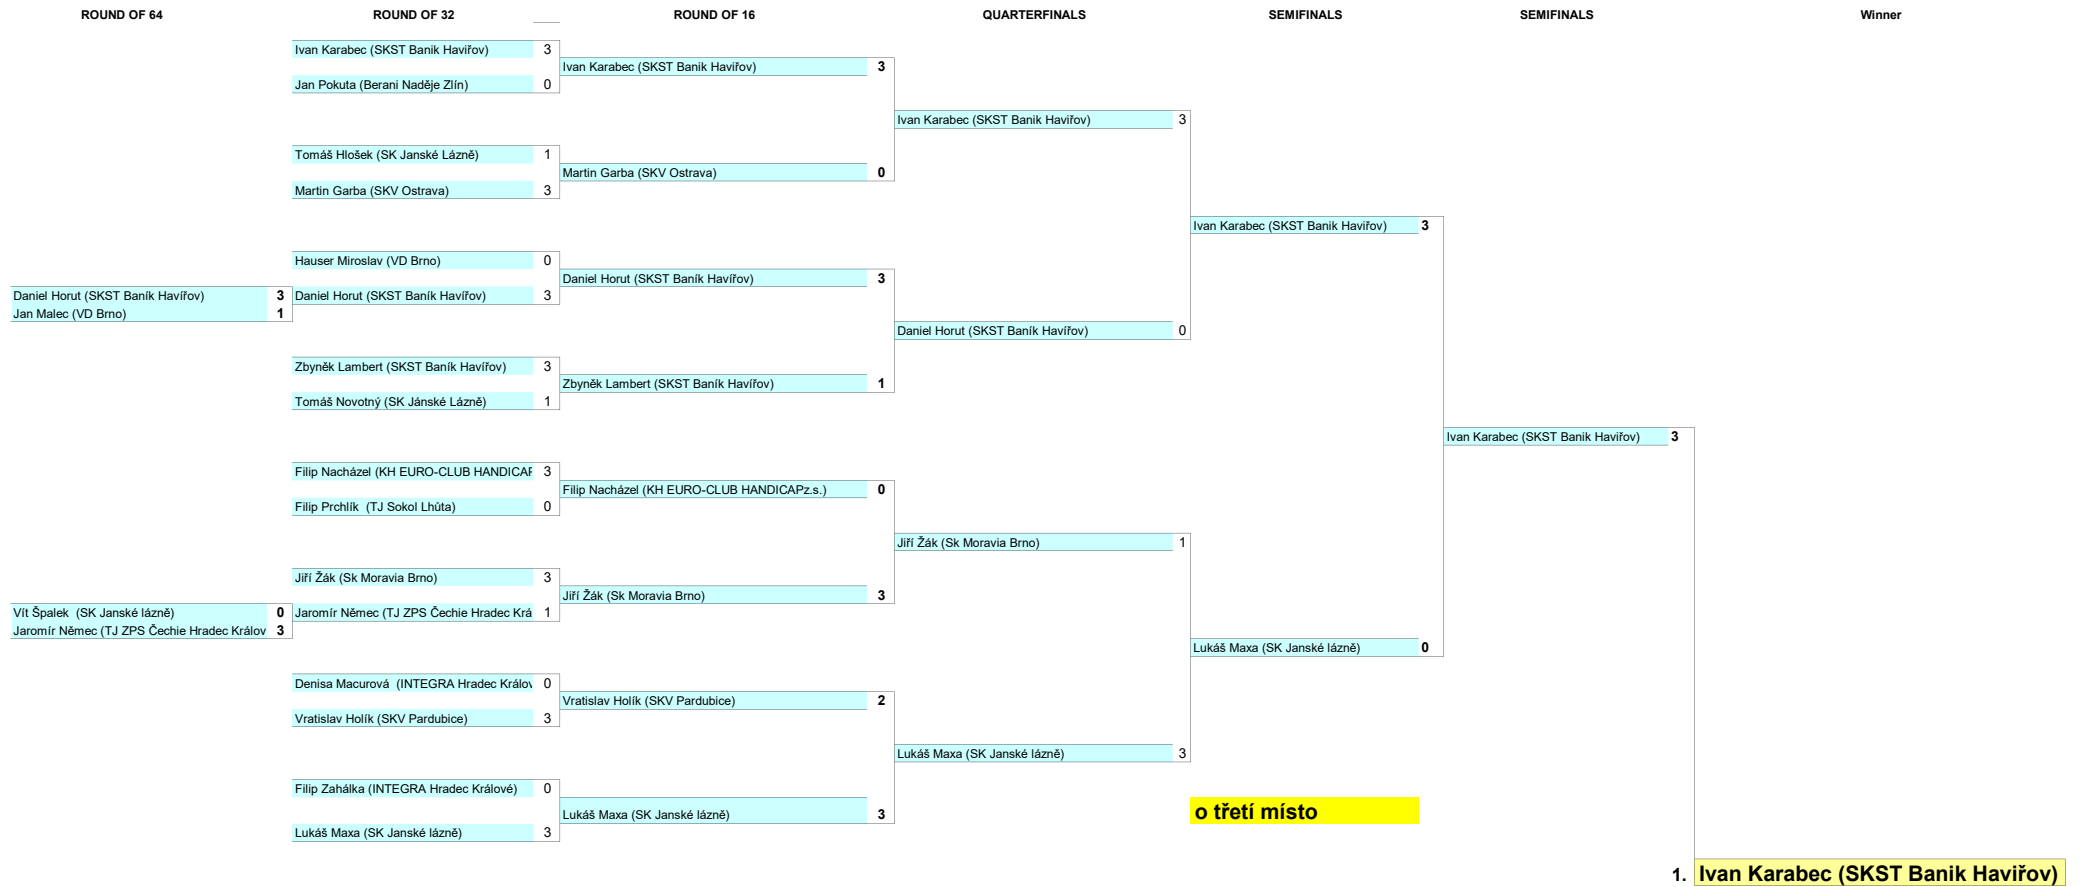 ROUND OF 64 ROUND OF 32 ROUND OF 16 QUARTERFINALS SEMIFINALS SEMIFINALS Winner
Ivan Karabec (SKST Banik Haviřov) 3
Ivan Karabec (SKST Banik Haviřov) 3
Jan Pokuta (Berani Naděje Zlín) 0
Ivan Karabec (SKST Banik Haviřov) 3
Tomáš Hlošek (SK Janské Lázně) 1
Martin Garba (SKV Ostrava) 0
Martin Garba (SKV Ostrava) 3
Ivan Karabec (SKST Banik Haviřov) 3
Hauser Miroslav (VD Brno) 0
Daniel Horut (SKST Baník Havířov) 3
Daniel Horut (SKST Baník Havířov) 3 Daniel Horut (SKST Baník Havířov) 3
Jan Malec (VD Brno) 1
Daniel Horut (SKST Baník Havířov) 0
Zbyněk Lambert (SKST Baník Havířov) 3
Zbyněk Lambert (SKST Baník Havířov) 1
Tomáš Novotný (SK Jánské Lázně) 1
Ivan Karabec (SKST Banik Haviřov) 3
Filip Nacházel (KH EURO-CLUB HANDICAP 3
Filip Nacházel (KH EURO-CLUB HANDICAPz.s.) 0
Filip Prchlík (TJ Sokol Lhůta) 0
Jiří Žák (Sk Moravia Brno) 1
Jiří Žák (Sk Moravia Brno) 3
Jiří Žák (Sk Moravia Brno) 3
Vít Špalek (SK Janské lázně) 0 Jaromír Němec (TJ ZPS Čechie Hradec Krá 1
Jaromír Němec (TJ ZPS Čechie Hradec Králov 3
Lukáš Maxa (SK Janské lázně) 0
Denisa Macurová (INTEGRA Hradec Králov 0
Vratislav Holík (SKV Pardubice) 2
Vratislav Holík (SKV Pardubice) 3
Lukáš Maxa (SK Janské lázně) 3
Filip Zahálka (INTEGRA Hradec Králové) 0
Lukáš Maxa (SK Janské lázně) 3
o třetí místo
Lukáš Maxa (SK Janské lázně) 3
1. Ivan Karabec (SKST Banik Haviřov)